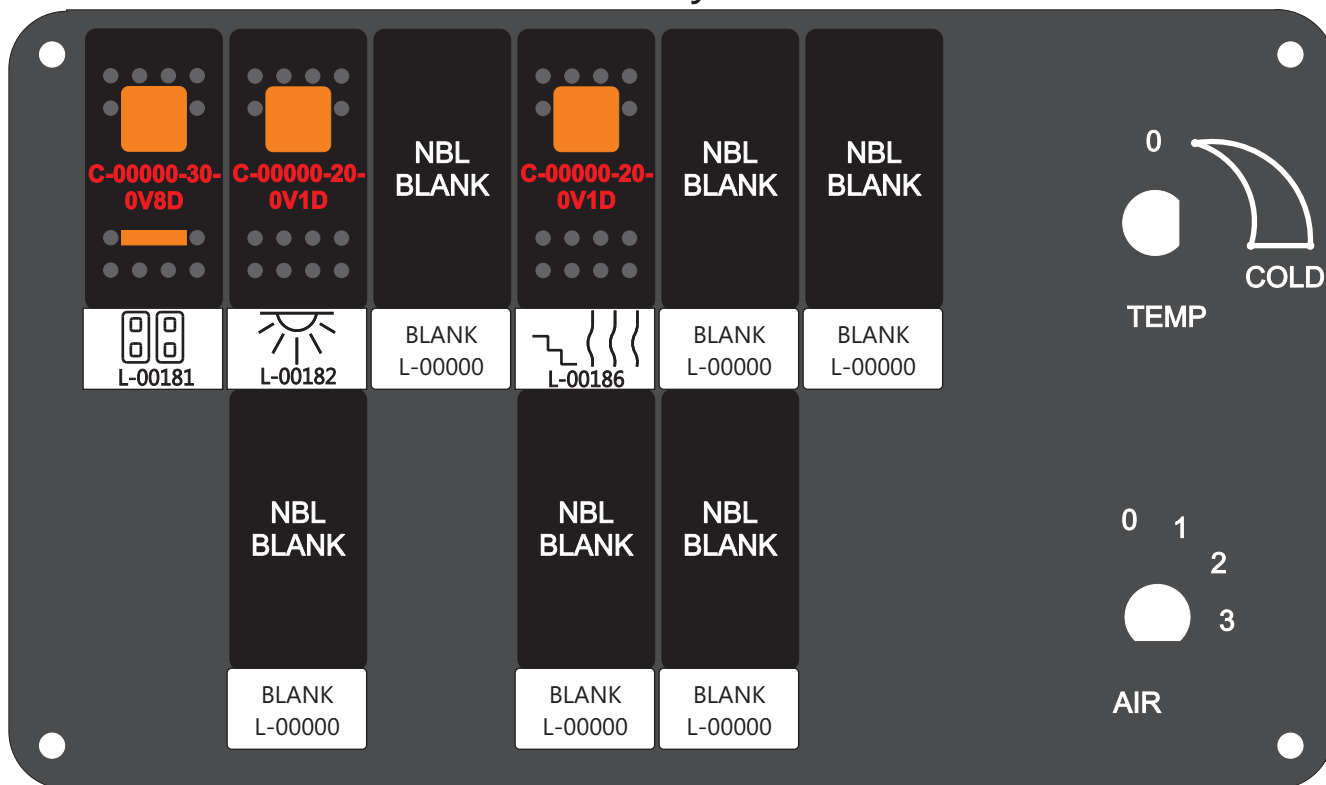 C-00000-30-
0V8D
C-00000-20-
0V1D
NBL
BLANK
C-00000-20-
0V1D
NBL
BLANK
NBL
BLANK
L-00181
L-00182
BLANK
L-00000
L-00186
BLANK
L-00000
BLANK
L-00000
0
COLD
TEMP
NBL
BLANK
NBL
BLANK
NBL
BLANK
BLANK
L-00000
BLANK
L-00000
BLANK
L-00000
0
1
2
3
AIR